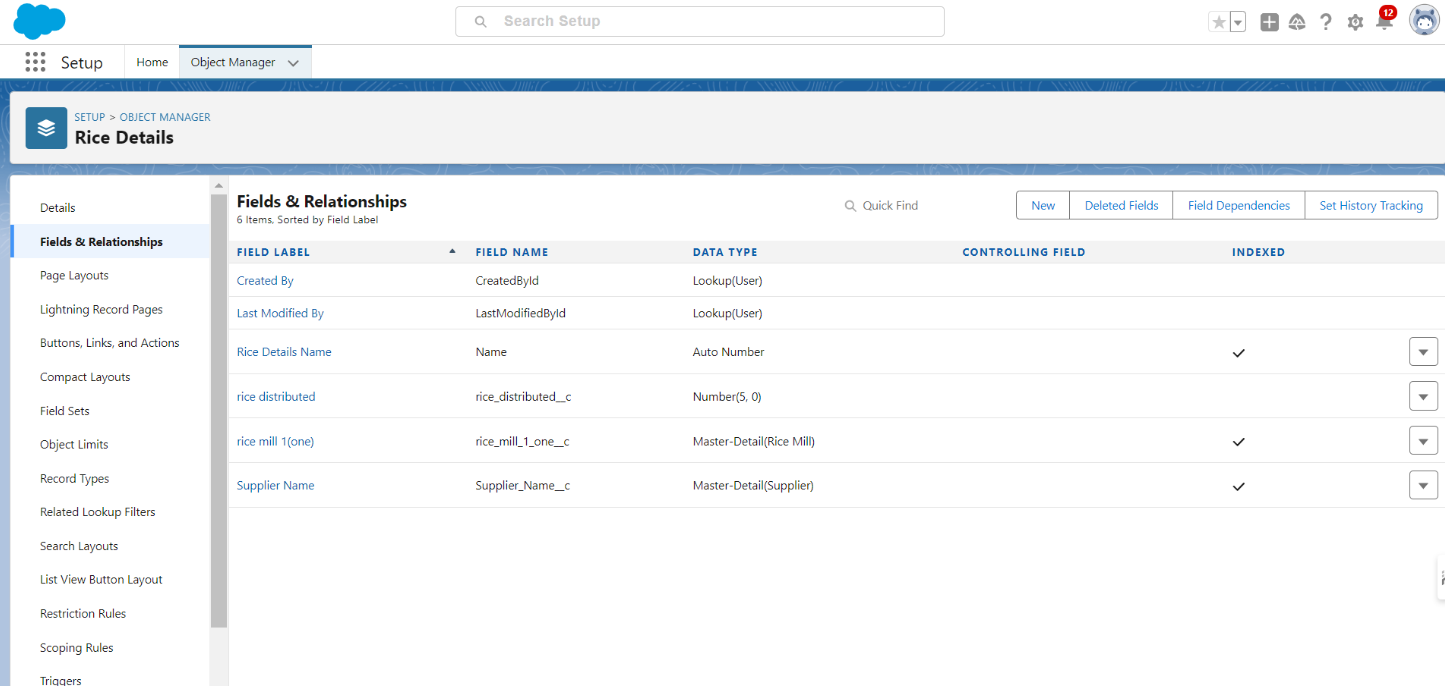 Search Setup
12
Setup
Home
Object Manager
SETUP > OBJECT MANAGER
Rice Details
Details
Fields & Relationships
Page Layouts
Lightning Record Pages
Buttons, Links, and Actions
Compact Layouts
Field Sets
Object Limits
Record Types
Related Lookup Filters
Search Layouts
List View Button Layout
Restriction Rules
Scoping Rules
Triggers
Fields & Relationships
6 Items, Sorted by Field Label
Quick Find
New
Deleted Fields
Field Dependencies
Set History Tracking
FIELD LABEL FIELD NAME DATA TYPE CONTROLLING FIELD INDEXED
Created By CreatedById Lookup(User)
Last Modified By LastModifiedById Lookup(User)
Rice Details Name Name Auto Number
rice distributed rice_distributed__c Number(5, 0)
rice mill 1(one) rice_mill_1_one__c Master-Detail(Rice Mill)
Supplier Name Supplier_Name__c Master-Detail(Supplier)